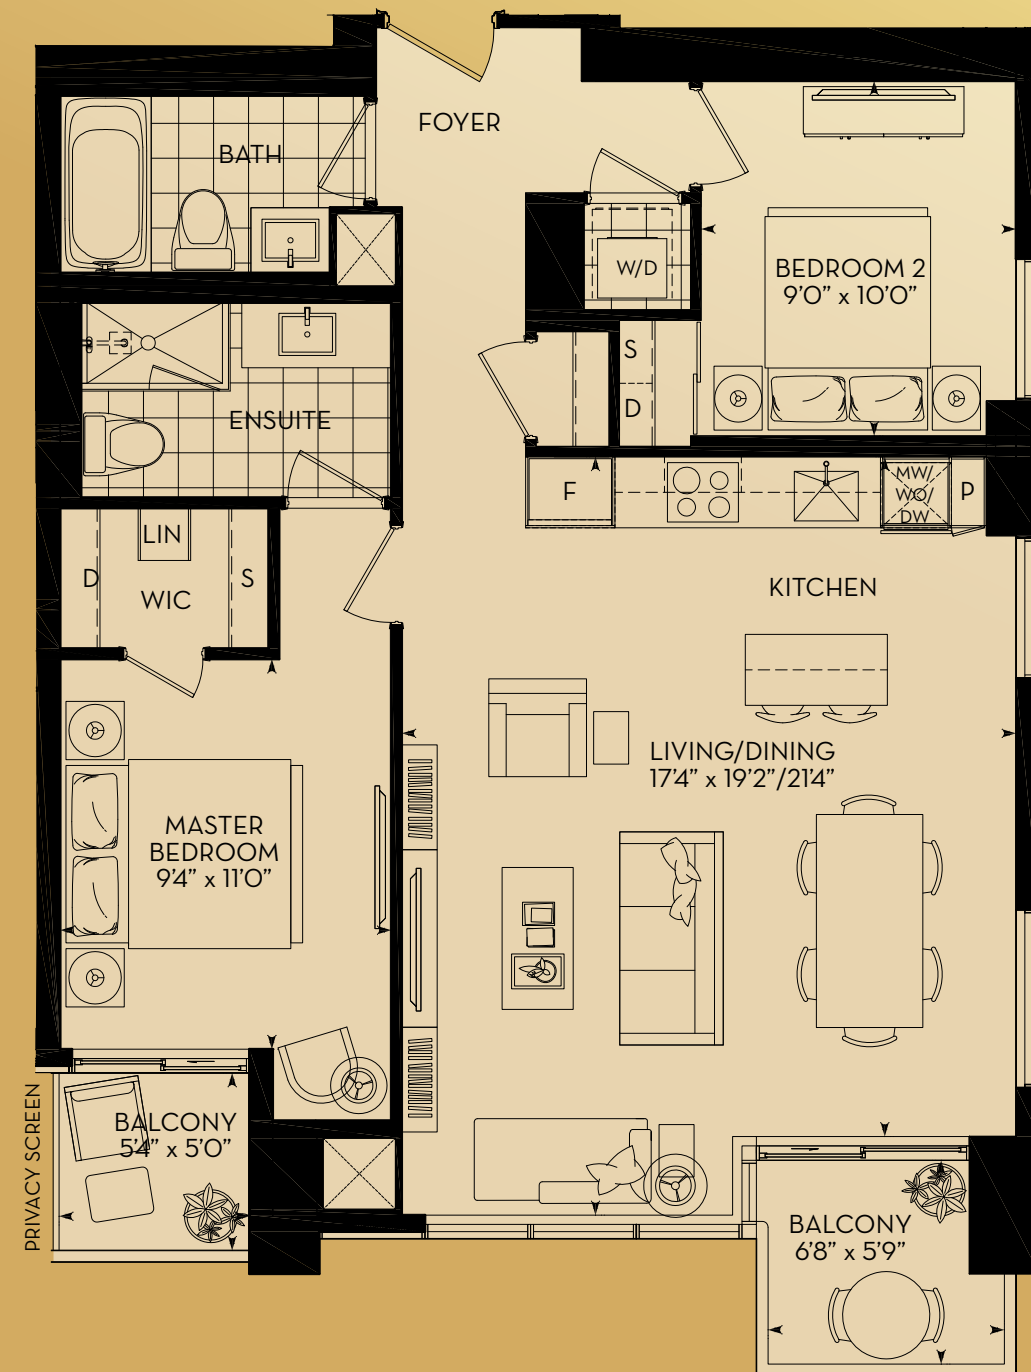 FOYER
BATH
W/D
BEDROOM 2
9'0" x 10'0"
S
D
ENSUITE
F
MW/
WO/
DW
P
LIN
D
S
WIC
KITCHEN
LIVING/DINING
17'4" x 19'2"/21'4"
MASTER
BEDROOM
9'4" x 11'0"
PRIVACY SCREEN
BALCONY
5'4" x 5'0"
BALCONY
6'8" x 5'9"